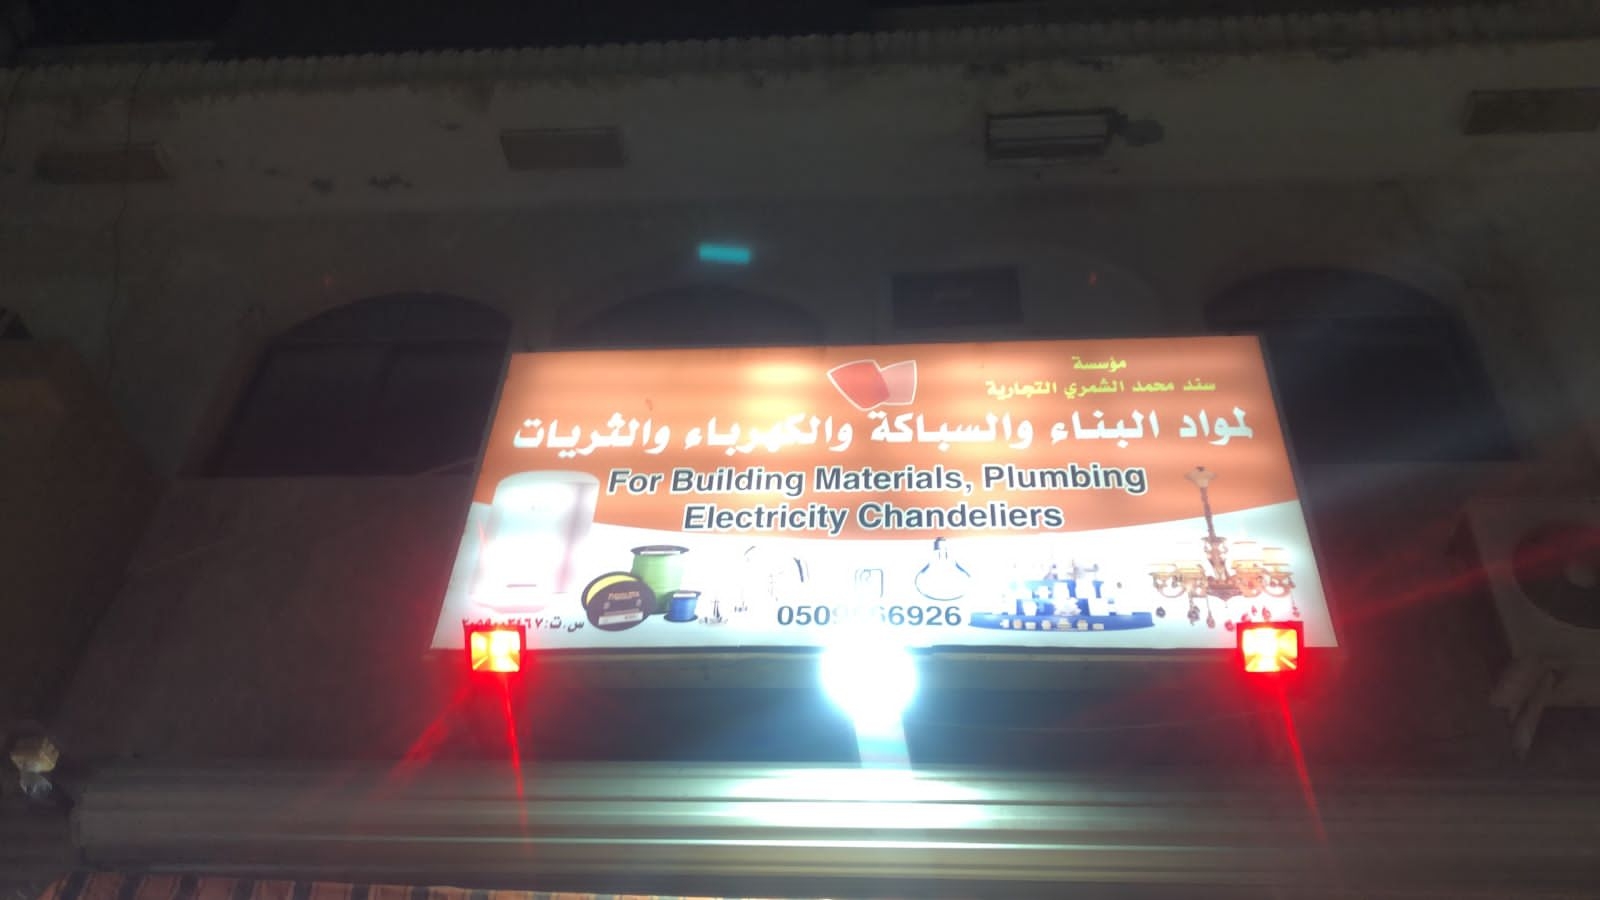 مؤسسة
سند محمد الشمري التجارية
لمواد البناء والسباكة والكهرباء والثريات
For Building Materials, Plumbing
Electricity Chandeliers
س.ت: